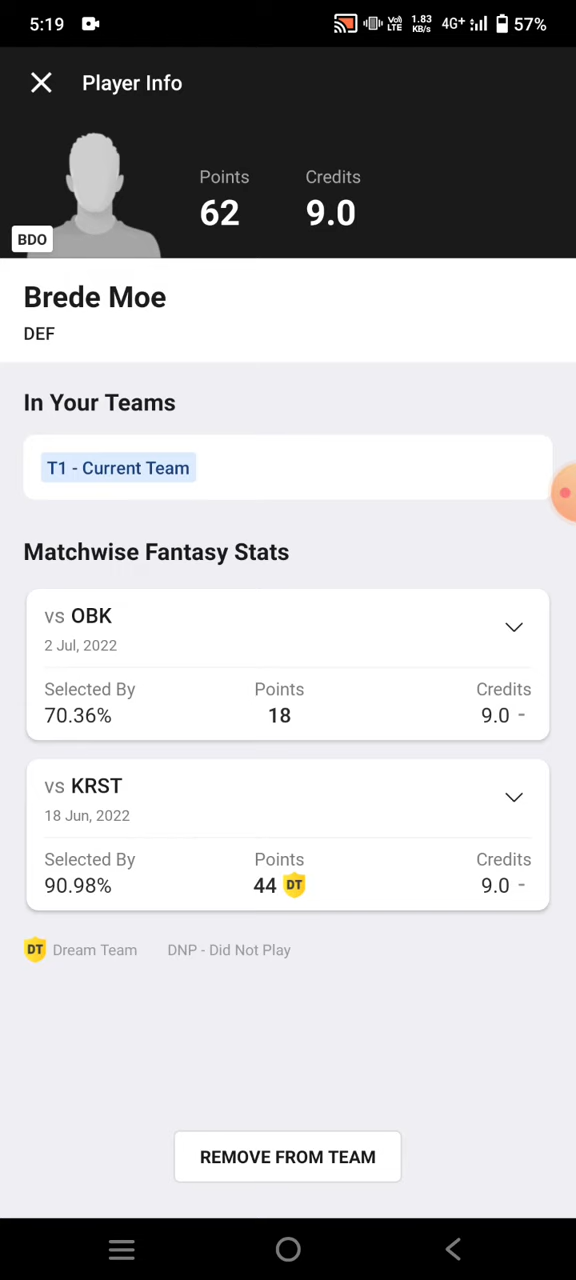 5:19 Vo) LTE 1.83 KB/s 4G+ 57%
Player Info
Points Credits
62 9.0
BDO
Brede Moe
DEF
In Your Teams
T1 - Current Team
Matchwise Fantasy Stats
vs OBK
2 Jul, 2022
Selected By Points Credits
70.36% 18 9.0 -
vs KRST
18 Jun, 2022
Selected By Points Credits
90.98% 44 DT 9.0 -
DT Dream Team DNP - Did Not Play
REMOVE FROM TEAM